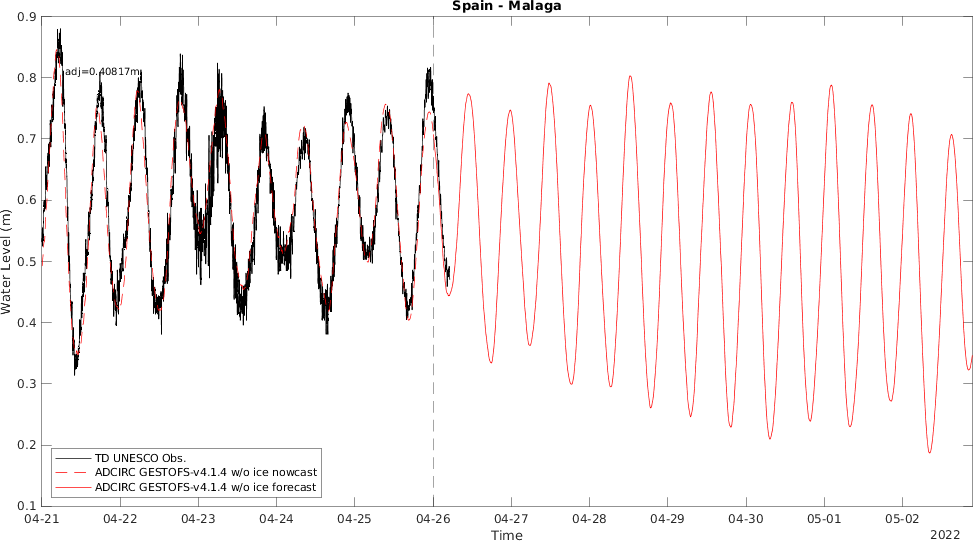 Spain - Malaga
0.9
0.8
0.7
0.6
0.5
0.4
0.3
0.2
0.1
Water Level (m)
adj=0.40817m
TD UNESCO Obs.
ADCIRC GESTOFS-v4.1.4 w/o ice nowcast
ADCIRC GESTOFS-v4.1.4 w/o ice forecast
04-21 04-22 04-23 04-24 04-25 04-26 04-27 04-28 04-29 04-30 05-01 05-02
Time
2022